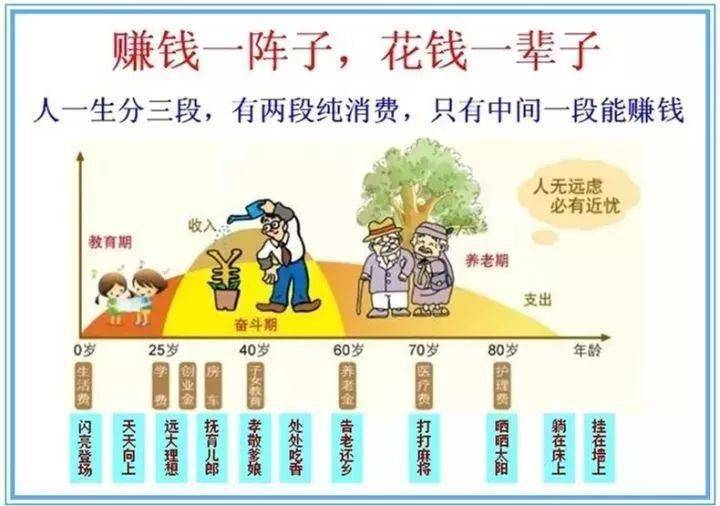 赚钱一阵子，花钱一辈子
人一生分三段，有两段纯消费，只有中间一段能赚钱
人无远虑
必有近忧
收入
教育期
养老期
支出
奋斗期
0岁
25岁
40岁
60岁
70岁
80岁
年龄
生活费
学费
创业金
房车
子女教育
养老金
医疗费
护理费
闪亮登场
天天向上
远大理想
抚育儿郎
孝敬爹娘
处处吃香
告老还乡
打打麻将
晒晒太阳
躺在床上
挂在墙上